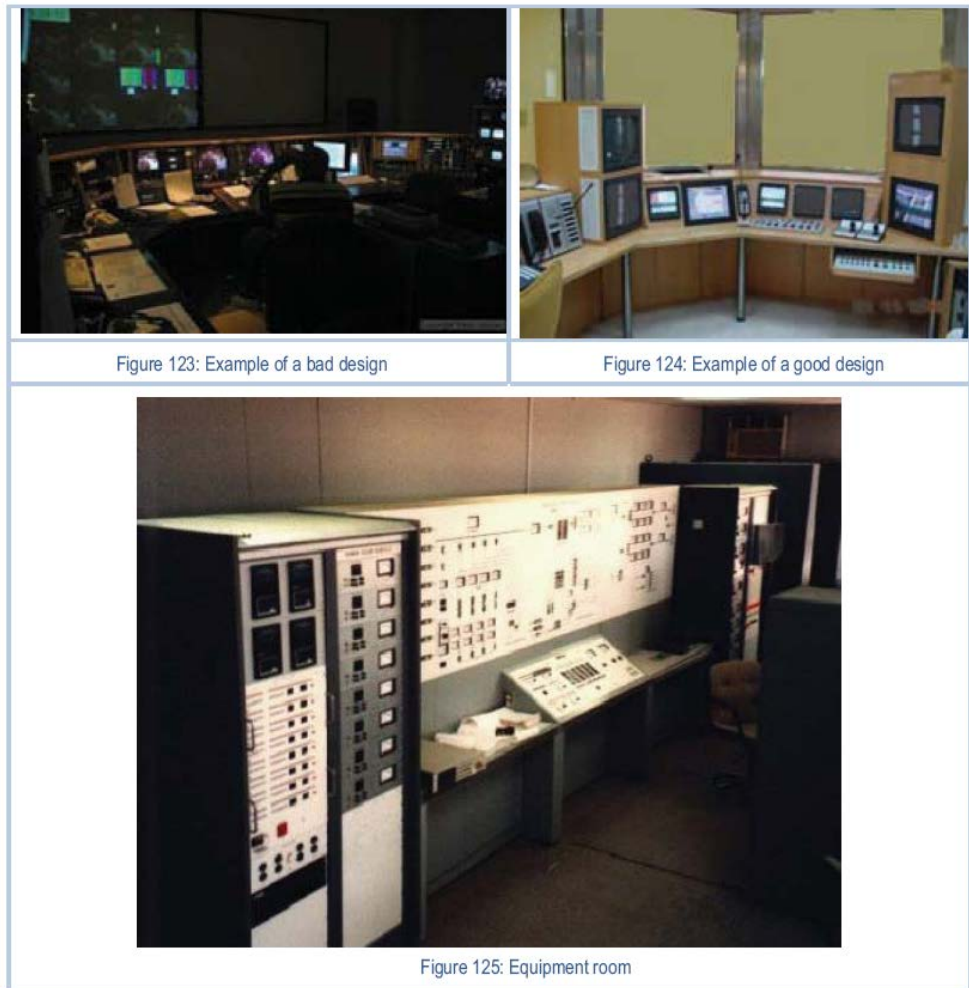 Figure 123: Example of a bad design
Figure 124: Example of a good design
Figure 125: Equipment room